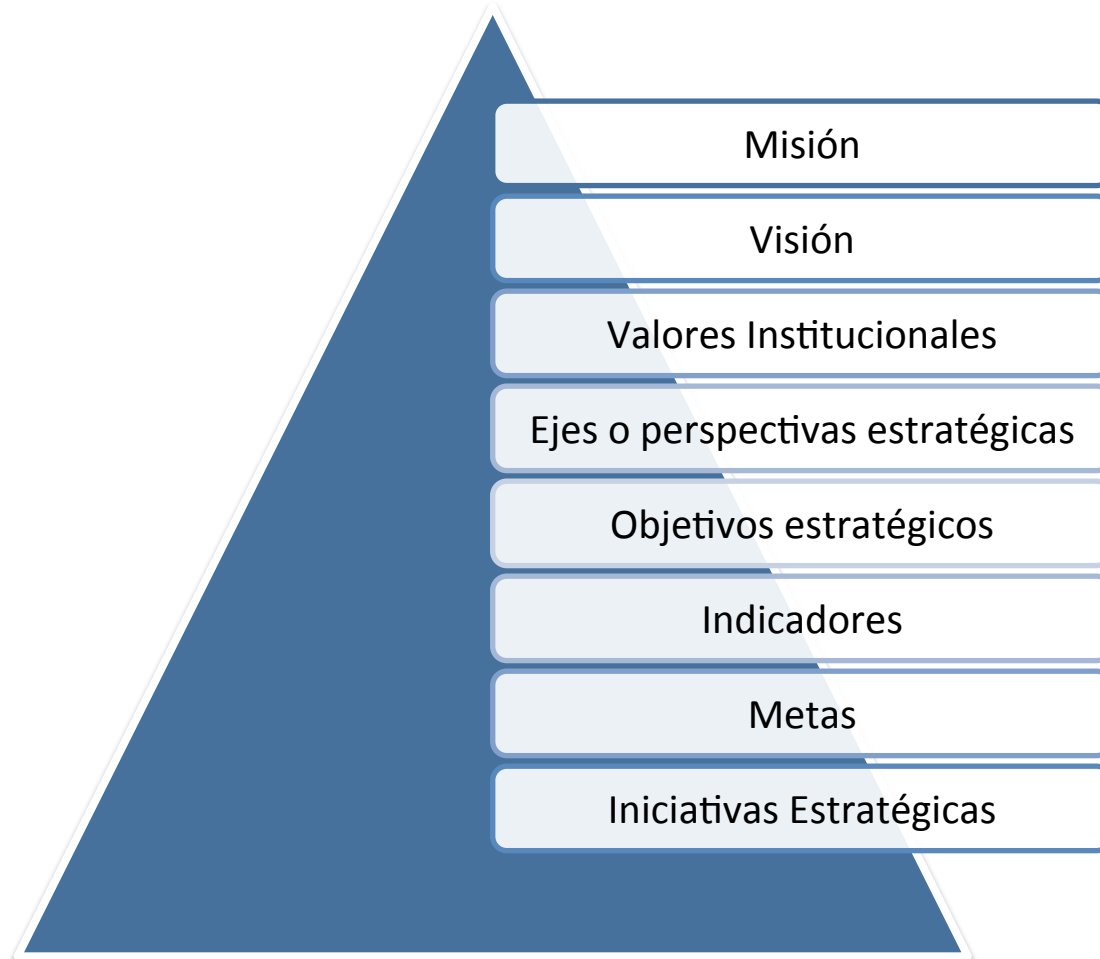 Misión
Visión
Valores Institucionales
Ejes o perspectivas estratégicas
Objetivos estratégicos
Indicadores
Metas
Iniciativas Estratégicas